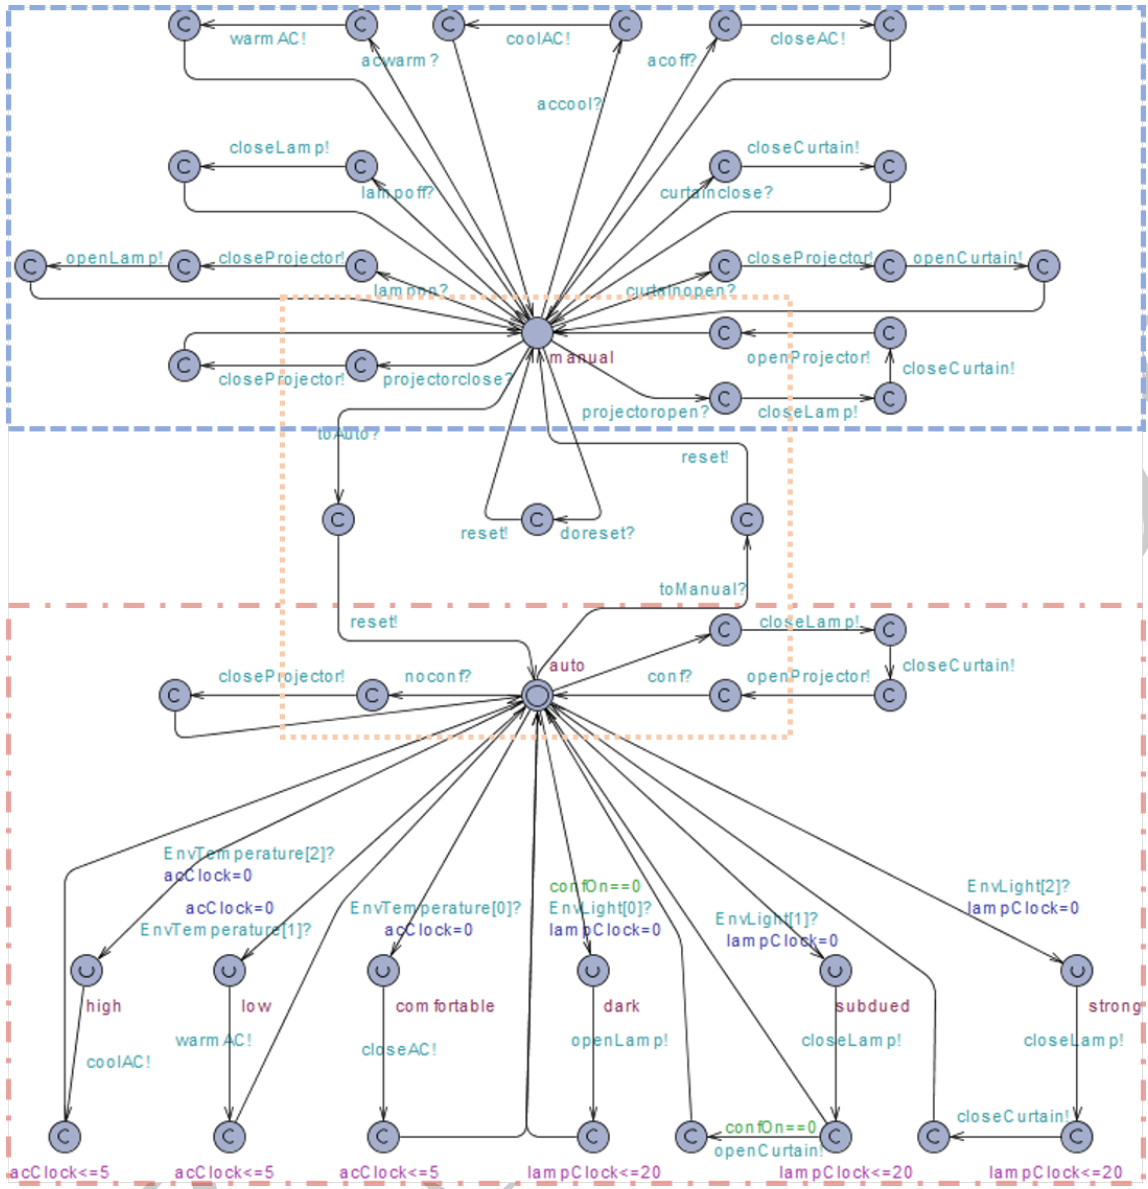 warmAC!
coolAC!
closeAC!
acwarm?
acoff?
accool?
closeLamp!
closeCurtain!
lampoff?
curtainclose?
openLamp!
closeProjector!
closeProjector!
openCurtain!
lampon?
curtainopen?
manual
openProjector!
closeCurtain!
closeProjector!
projectorclose?
projectoropen?
closeLamp!
toAuto?
reset!
reset!
doreset?
toManual?
reset!
closeLamp!
auto
closeCurtain!
closeProjector!
noconf?
conf?
openProjector!
EnvTemperature[2]?
acClock=0
acClock=0
EnvTemperature[1]?
EnvTemperature[0]?
acClock=0
confOn==0
EnvLight[0]?
lampClock=0
EnvLight[1]?
lampClock=0
EnvLight[2]?
lampClock=0
high
low
comfortable
dark
subdued
strong
coolAC!
warmAC!
closeAC!
openLamp!
closeLamp!
closeLamp!
confOn==0
openCurtain!
closeCurtain!
acClock<=5
acClock<=5
acClock<=5
lampClock<=20
lampClock<=20
lampClock<=20